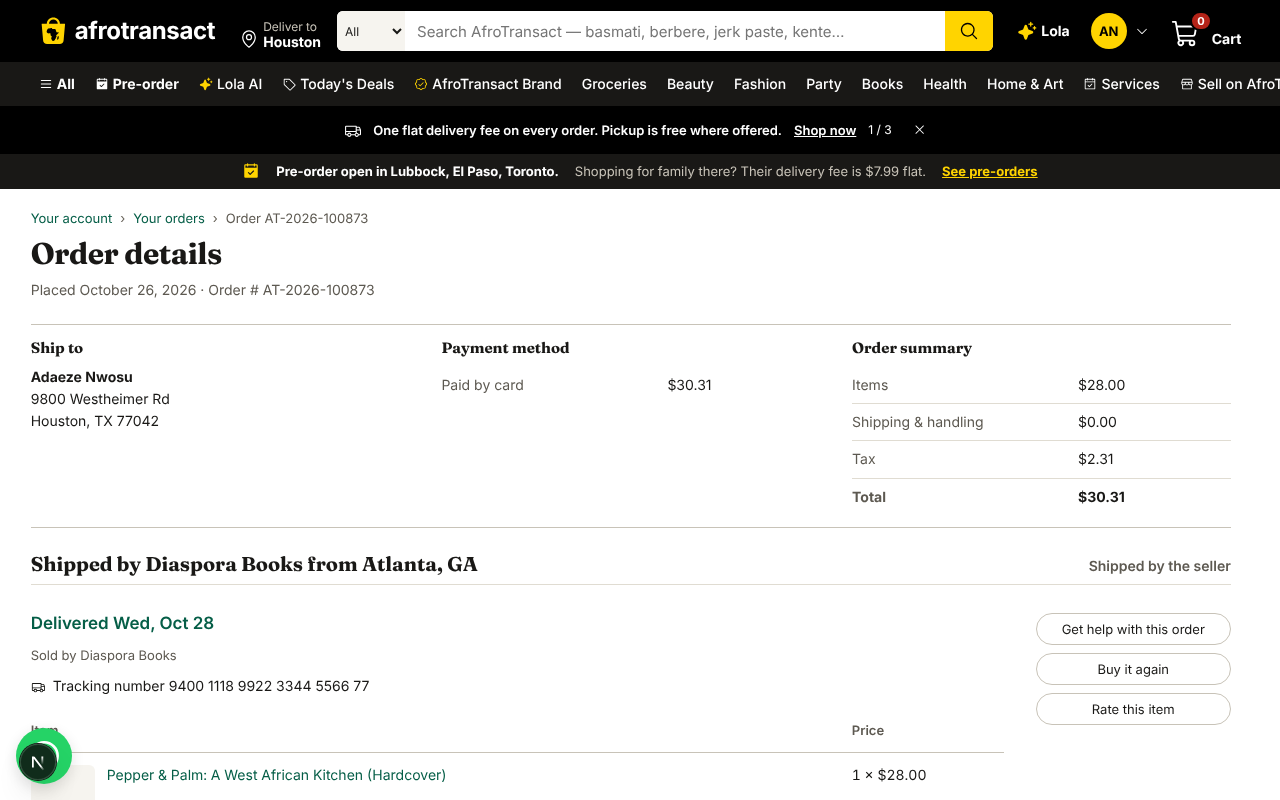 afrotransact
Deliver to
Houston
All
Search AfroTransact — basmati, berbere, jerk paste, kente...
Lola
AN
0
Cart
All
Pre-order
Lola AI
Today's Deals
AfroTransact Brand
Groceries
Beauty
Fashion
Party
Books
Health
Home & Art
Services
Sell on AfroT
One flat delivery fee on every order. Pickup is free where offered. Shop now 1 / 3
Pre-order open in Lubbock, El Paso, Toronto. Shopping for family there? Their delivery fee is $7.99 flat. See pre-orders
Your account › Your orders › Order AT-2026-100873
Order details
Placed October 26, 2026 · Order # AT-2026-100873
Ship to
Adaeze Nwosu
9800 Westheimer Rd
Houston, TX 77042
Payment method
Paid by card $30.31
Order summary
Items $28.00
Shipping & handling $0.00
Tax $2.31
Total $30.31
Shipped by Diaspora Books from Atlanta, GA
Shipped by the seller
Delivered Wed, Oct 28
Sold by Diaspora Books
Tracking number 9400 1118 9922 3344 5566 77
Get help with this order
Buy it again
Rate this item
Item Price
N
Pepper & Palm: A West African Kitchen (Hardcover) 1 × $28.00